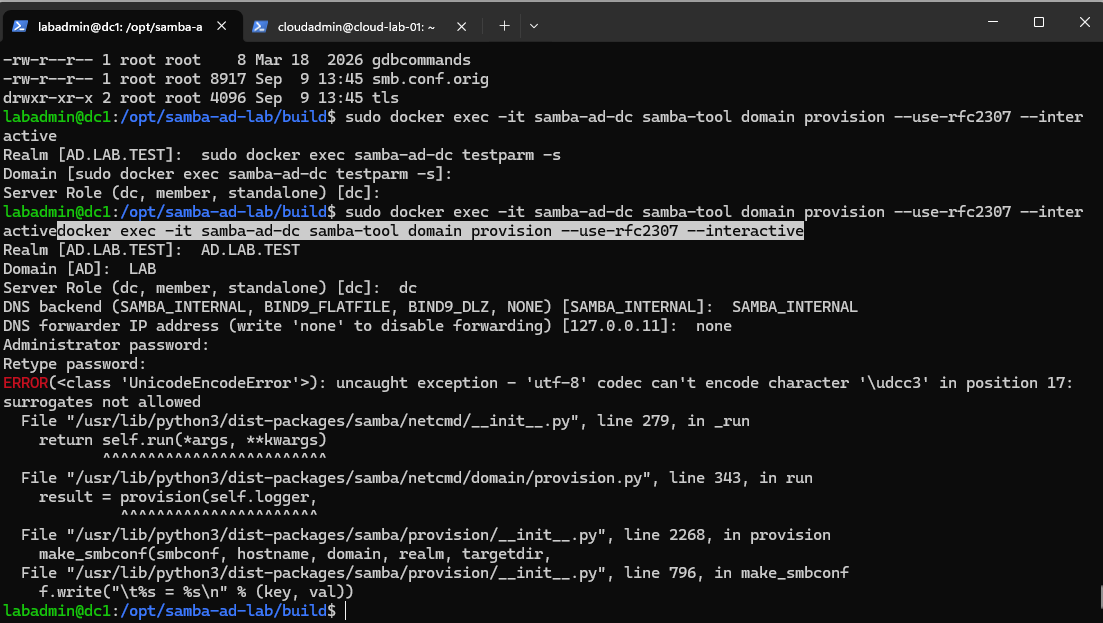 labadmin@dc1: /opt/samba-a
cloudadmin@cloud-lab-01: ~
-rw-r--r-- 1 root root    8 Mar 18  2026 gdbcommands
-rw-r--r-- 1 root root 8917 Sep  9 13:45 smb.conf.orig
drwxr-xr-x 2 root root 4096 Sep  9 13:45 tls
labadmin@dc1:/opt/samba-ad-lab/build$ sudo docker exec -it samba-ad-dc samba-tool domain provision --use-rfc2307 --inter
active
Realm [AD.LAB.TEST]:  sudo docker exec samba-ad-dc testparm -s
Domain [sudo docker exec samba-ad-dc testparm -s]:
Server Role (dc, member, standalone) [dc]:
labadmin@dc1:/opt/samba-ad-lab/build$ sudo docker exec -it samba-ad-dc samba-tool domain provision --use-rfc2307 --inter
activedocker exec -it samba-ad-dc samba-tool domain provision --use-rfc2307 --interactive
Realm [AD.LAB.TEST]:  AD.LAB.TEST
Domain [AD]:  LAB
Server Role (dc, member, standalone) [dc]:  dc
DNS backend (SAMBA_INTERNAL, BIND9_FLATFILE, BIND9_DLZ, NONE) [SAMBA_INTERNAL]:  SAMBA_INTERNAL
DNS forwarder IP address (write 'none' to disable forwarding) [127.0.0.11]:  none
Administrator password:
Retype password:
ERROR(<class 'UnicodeEncodeError'>): uncaught exception - 'utf-8' codec can't encode character '\udcc3' in position 17:
surrogates not allowed
  File "/usr/lib/python3/dist-packages/samba/netcmd/__init__.py", line 279, in _run
    return self.run(*args, **kwargs)
           ^^^^^^^^^^^^^^^^^^^^^^^^^
  File "/usr/lib/python3/dist-packages/samba/netcmd/domain/provision.py", line 343, in run
    result = provision(self.logger,
             ^^^^^^^^^^^^^^^^^^^^^^
  File "/usr/lib/python3/dist-packages/samba/provision/__init__.py", line 2268, in provision
    make_smbconf(smbconf, hostname, domain, realm, targetdir,
  File "/usr/lib/python3/dist-packages/samba/provision/__init__.py", line 796, in make_smbconf
    f.write("\t%s = %s\n" % (key, val))
labadmin@dc1:/opt/samba-ad-lab/build$